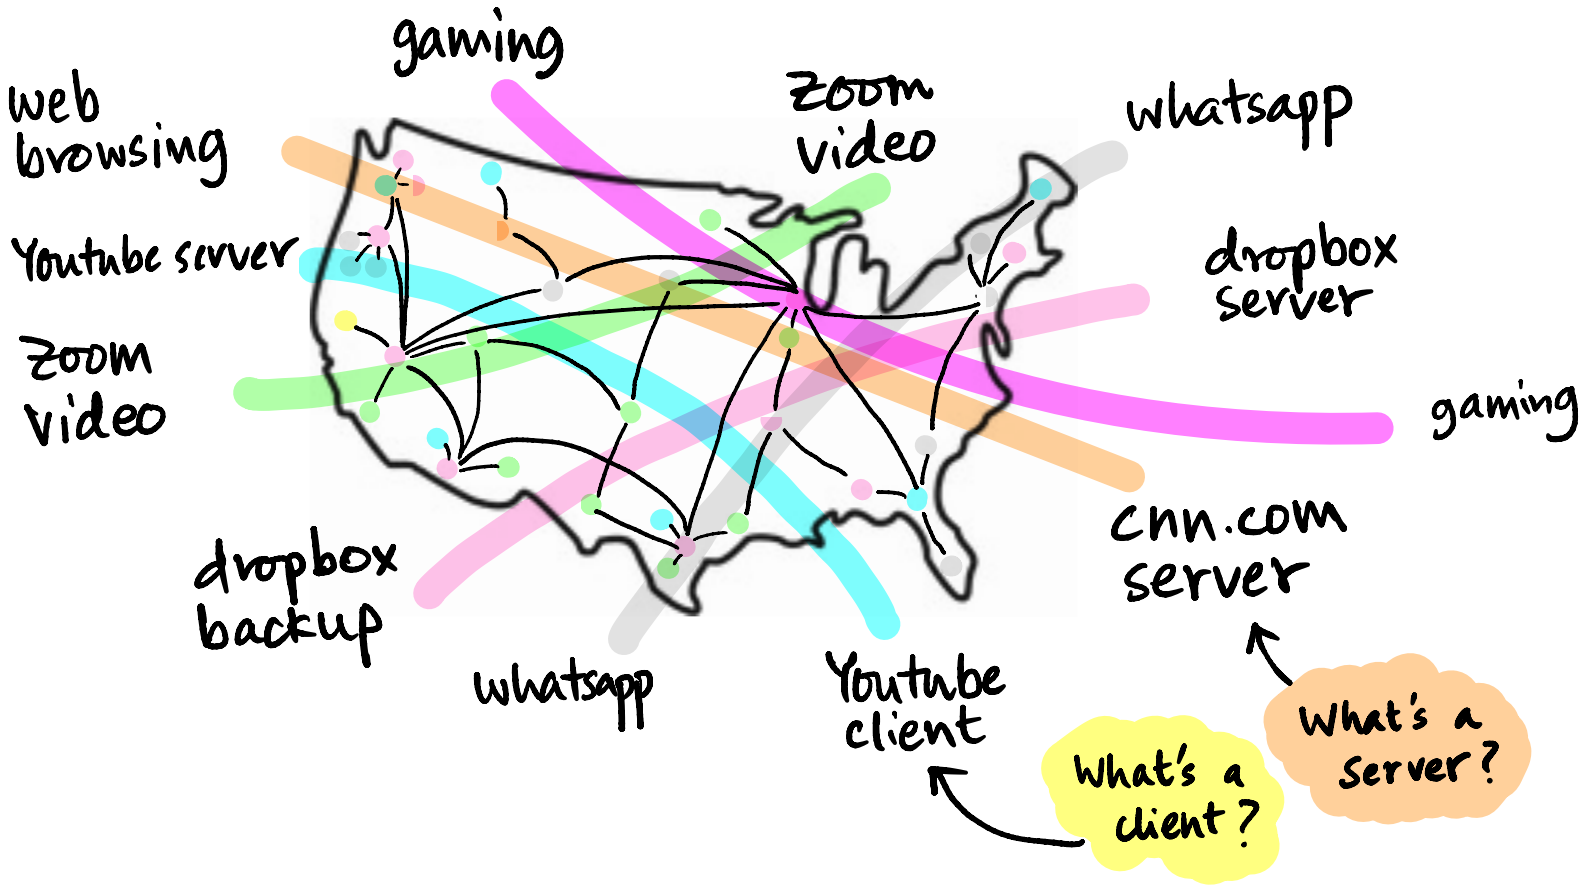 gaming
zoom
video
whatsapp
web
browsing
Youtube server
dropbox
server
zoom
video
gaming
cnn.com
server
dropbox
backup
whatsapp
Youtube
client
What's a
server?
What's a
client?